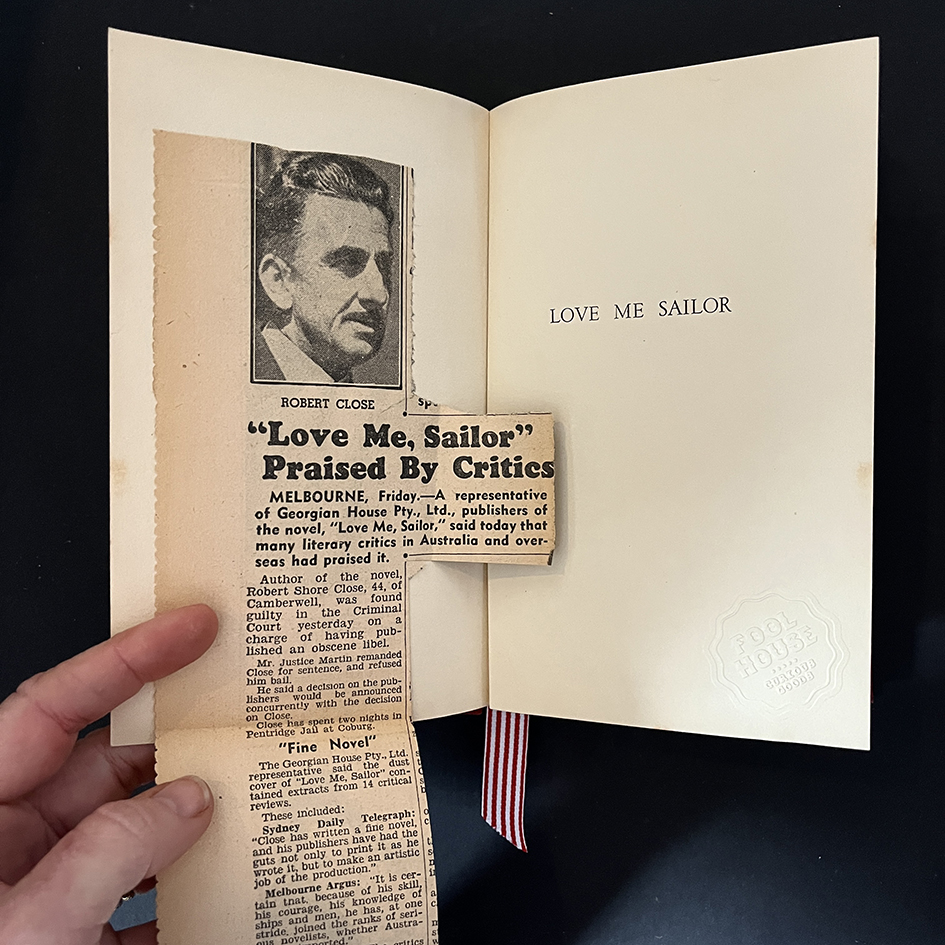 ROBERT CLOSE
"Love Me, Sailor"
Praised By Critics
MELBOURNE, Friday.—A representative
of Georgian House Pty., Ltd., publishers of
the novel, "Love Me, Sailor," said today that
many literary critics in Australia and over-
seas had praised it.
Author of the novel,
Robert Shore Close, 44, of
Camberwell, was found
guilty in the Criminal
Court yesterday on a
charge of having pub-
lished an obscene libel.
Mr. Justice Martin remanded
Close for sentence, and refused
him bail.
He said a decision on the pub-
lishers would be announced
concurrently with the decision
on Close.
Close has spent two nights in
Pentridge Jail at Coburg.
"Fine Novel"
The Georgian House Pty., Ltd.
representative said the dust
cover of "Love Me, Sailor" con-
tained extracts from 14 critical
reviews.
These included:
Sydney Daily Telegraph:
"Close has written a fine novel,
and his publishers have had the
guts not only to print it as he
wrote it, but to make an artistic
job of the production."
Melbourne Argus: "It is cer-
tain that, because of his skill,
his courage, his knowledge of
ships and men, he has, at one
stride, joined the ranks of seri-
ous novelists, whether Austra-
critics
LOVE ME SAILOR
FOOL
HOUSE
CURIOUS
GOODS